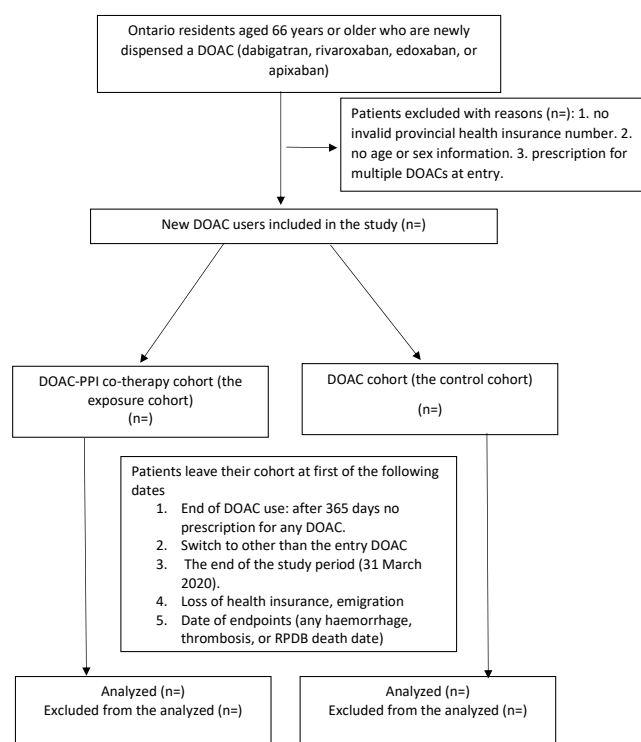 Ontario residents aged 66 years or older who are newly
dispensed a DOAC (dabigatran, rivaroxaban, edoxaban, or
apixaban)
Patients excluded with reasons (n=): 1. no
invalid provincial health insurance number. 2.
no age or sex information. 3. prescription for
multiple DOACs at entry.
New DOAC users included in the study (n=)
DOAC-PPI co-therapy cohort (the
exposure cohort)
(n=)
DOAC cohort (the control cohort)
(n=)
Patients leave their cohort at first of the following
dates
1. End of DOAC use: after 365 days no
prescription for any DOAC.
2. Switch to other than the entry DOAC
3. The end of the study period (31 March
2020).
4. Loss of health insurance, emigration
5. Date of endpoints (any haemorrhage,
thrombosis, or RPDB death date)
Analyzed (n=)
Excluded from the analyzed (n=)
Analyzed (n=)
Excluded from the analyzed (n=)